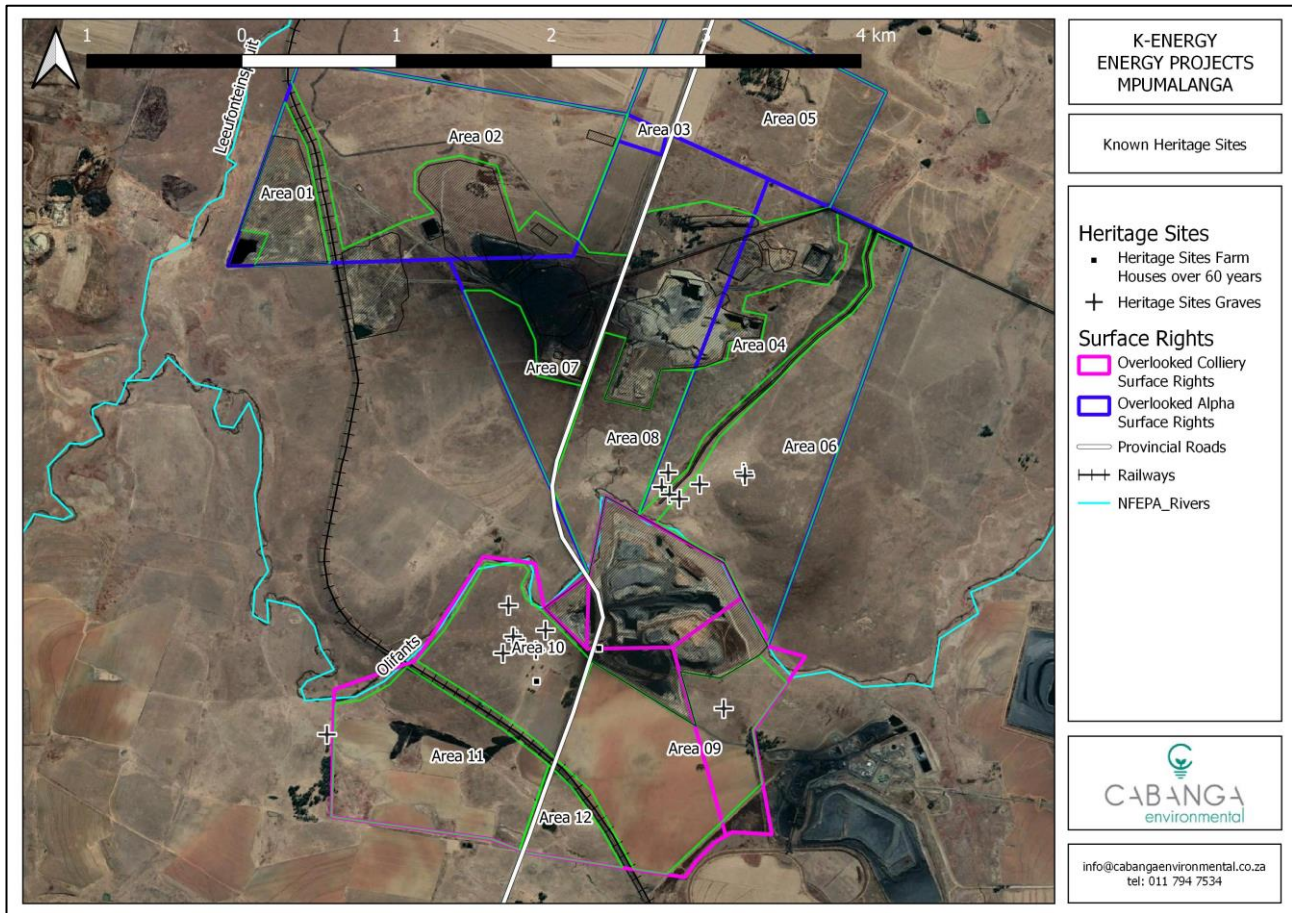 1 0 1 2 3 4 km
Leeufonteinspruit
Area 01
Area 02
Area 03
Area 05
Area 04
Area 07
Area 08
Area 06
Olifants
Area 10
Area 11
Area 09
Area 12
K-ENERGY
ENERGY PROJECTS
MPUMALANGA
Known Heritage Sites
Heritage Sites
Heritage Sites Farm
Houses over 60 years
Heritage Sites Graves
Surface Rights
Overlooked Colliery
Surface Rights
Overlooked Alpha
Surface Rights
Provincial Roads
Railways
NFEPA_Rivers
CABANGA
environmental
info@cabangaenvironmental.co.za
tel: 011 794 7534